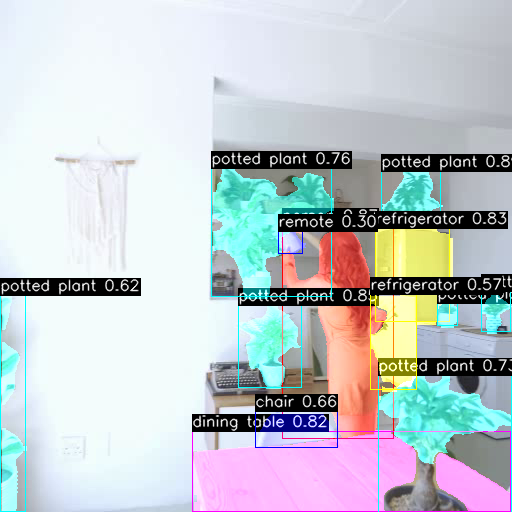 potted plant 0.76
potted plant 0.8
remote 0.30
refrigerator 0.83
potted plant 0.62
refrigerator 0.57
potted plant 0.8
potted plant 0.73
chair 0.66
dining table 0.82